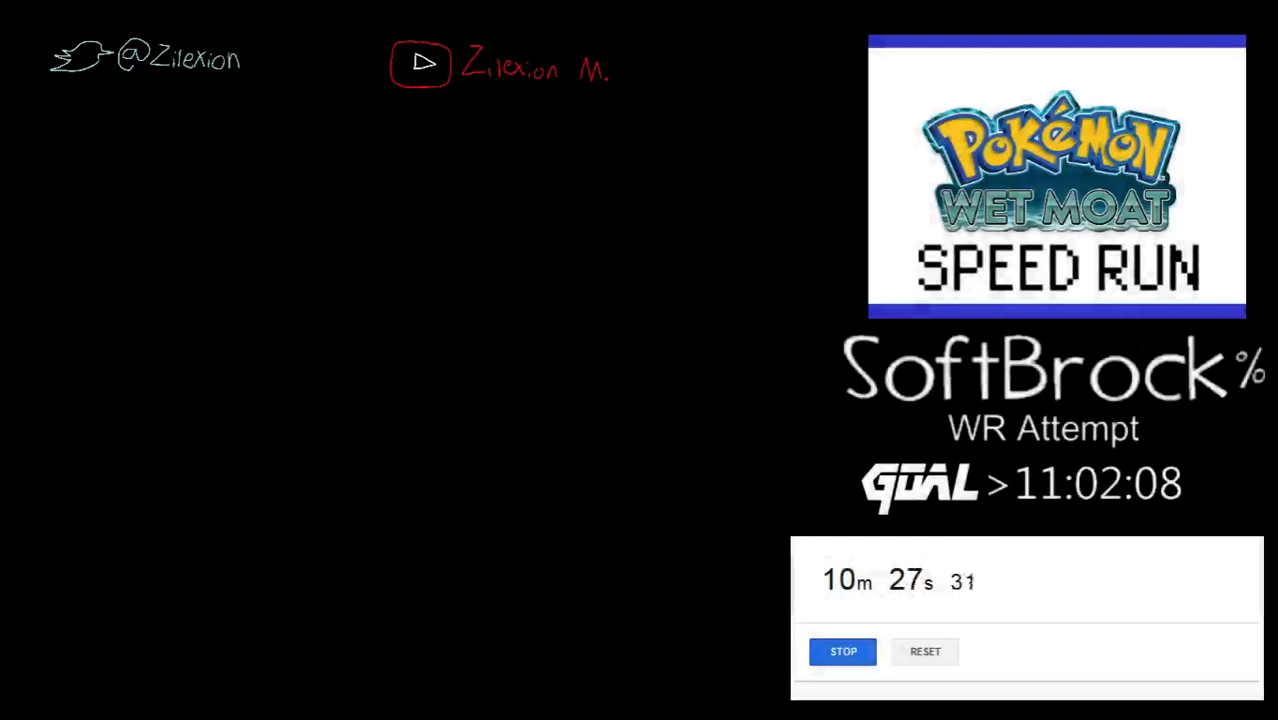 @Zilexion
Zilexion M.
POKéMON
WET MOAT
SPEED RUN
SoftBrock%
WR Attempt
GOAL >11:02:08
10m 27s 31
STOP RESET